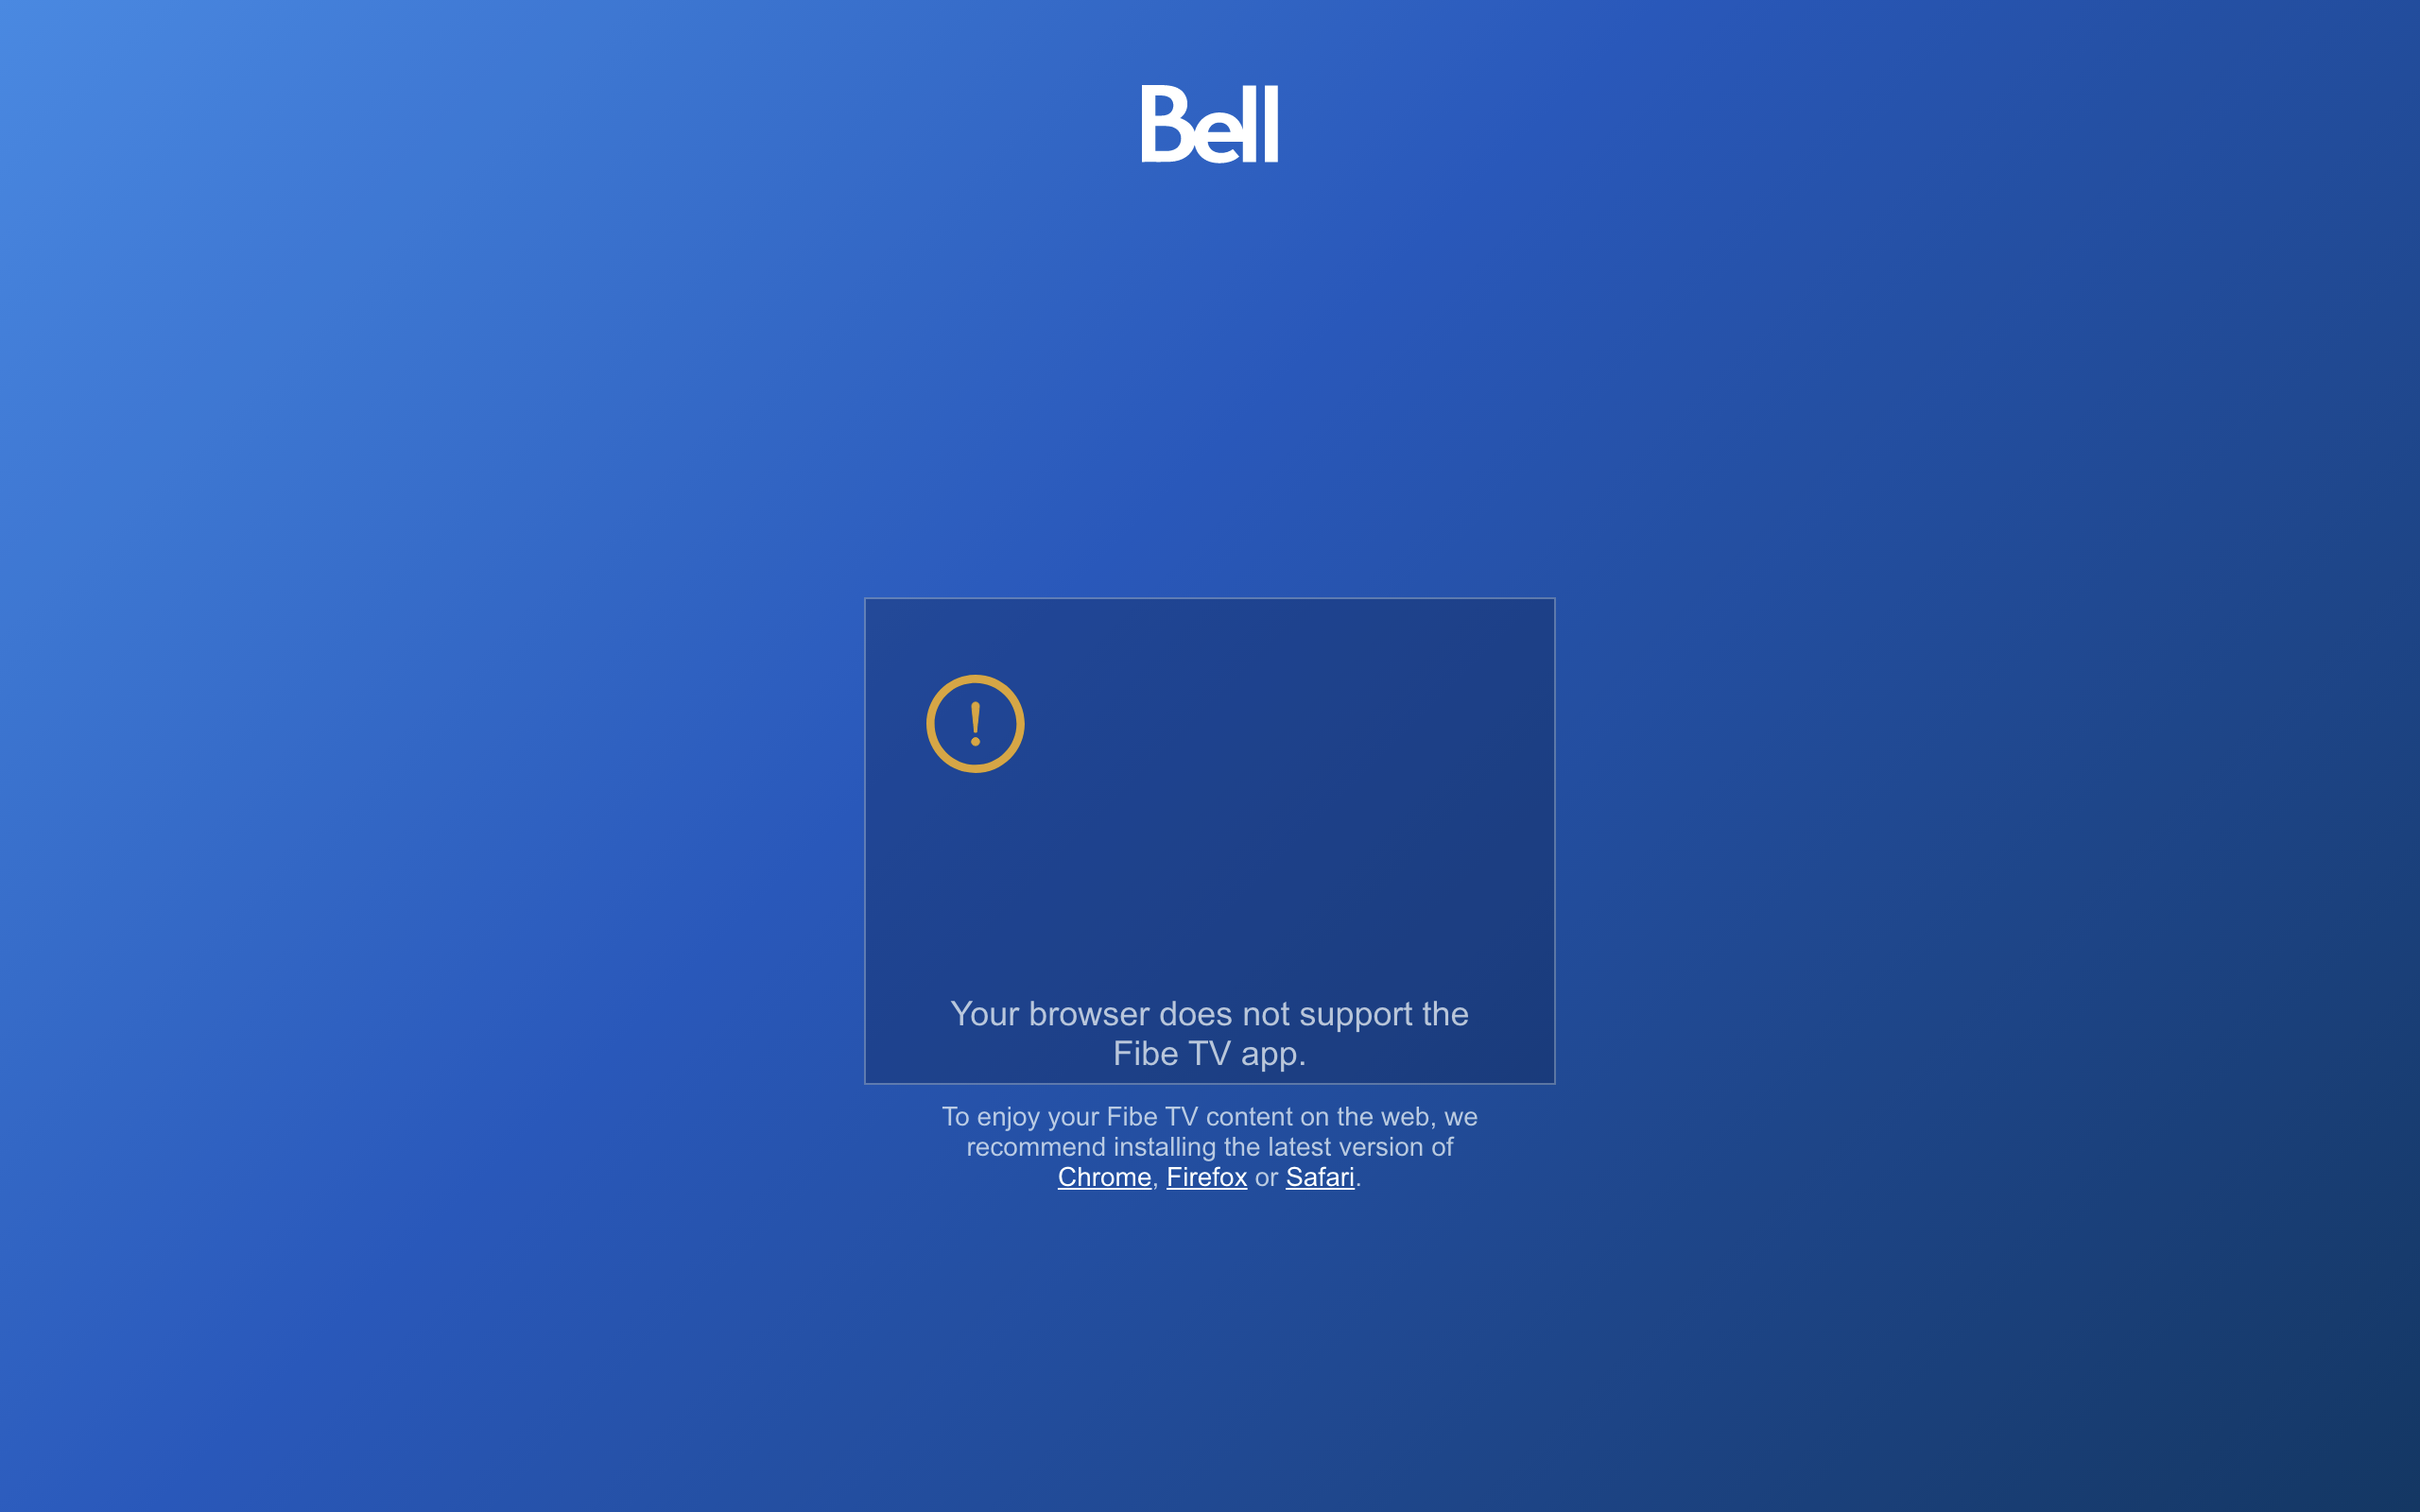 Bell
!
Your browser does not support the
Fibe TV app.
To enjoy your Fibe TV content on the web, we
recommend installing the latest version of
Chrome, Firefox or Safari.